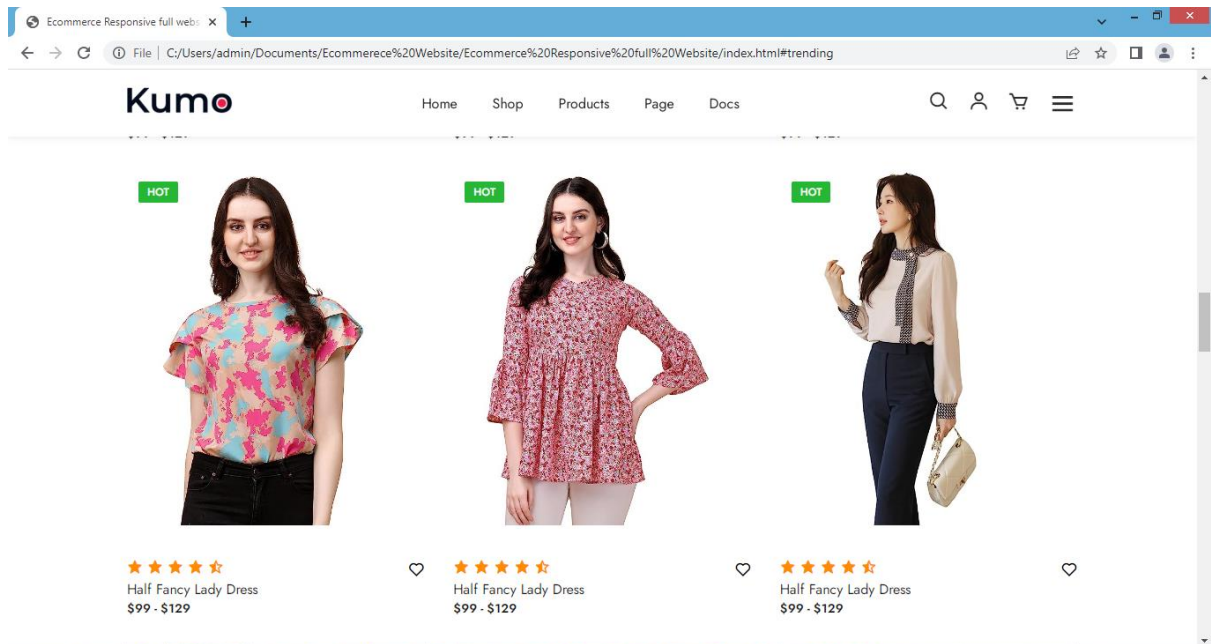 Ecommerce Responsive full webs
File | C:/Users/admin/Documents/Ecommerece%20Website/Ecommerce%20Responsive%20full%20Website/index.html#trending
Kumo Home Shop Products Page Docs
HOT HOT HOT
Half Fancy Lady Dress Half Fancy Lady Dress Half Fancy Lady Dress
$99 - $129 $99 - $129 $99 - $129